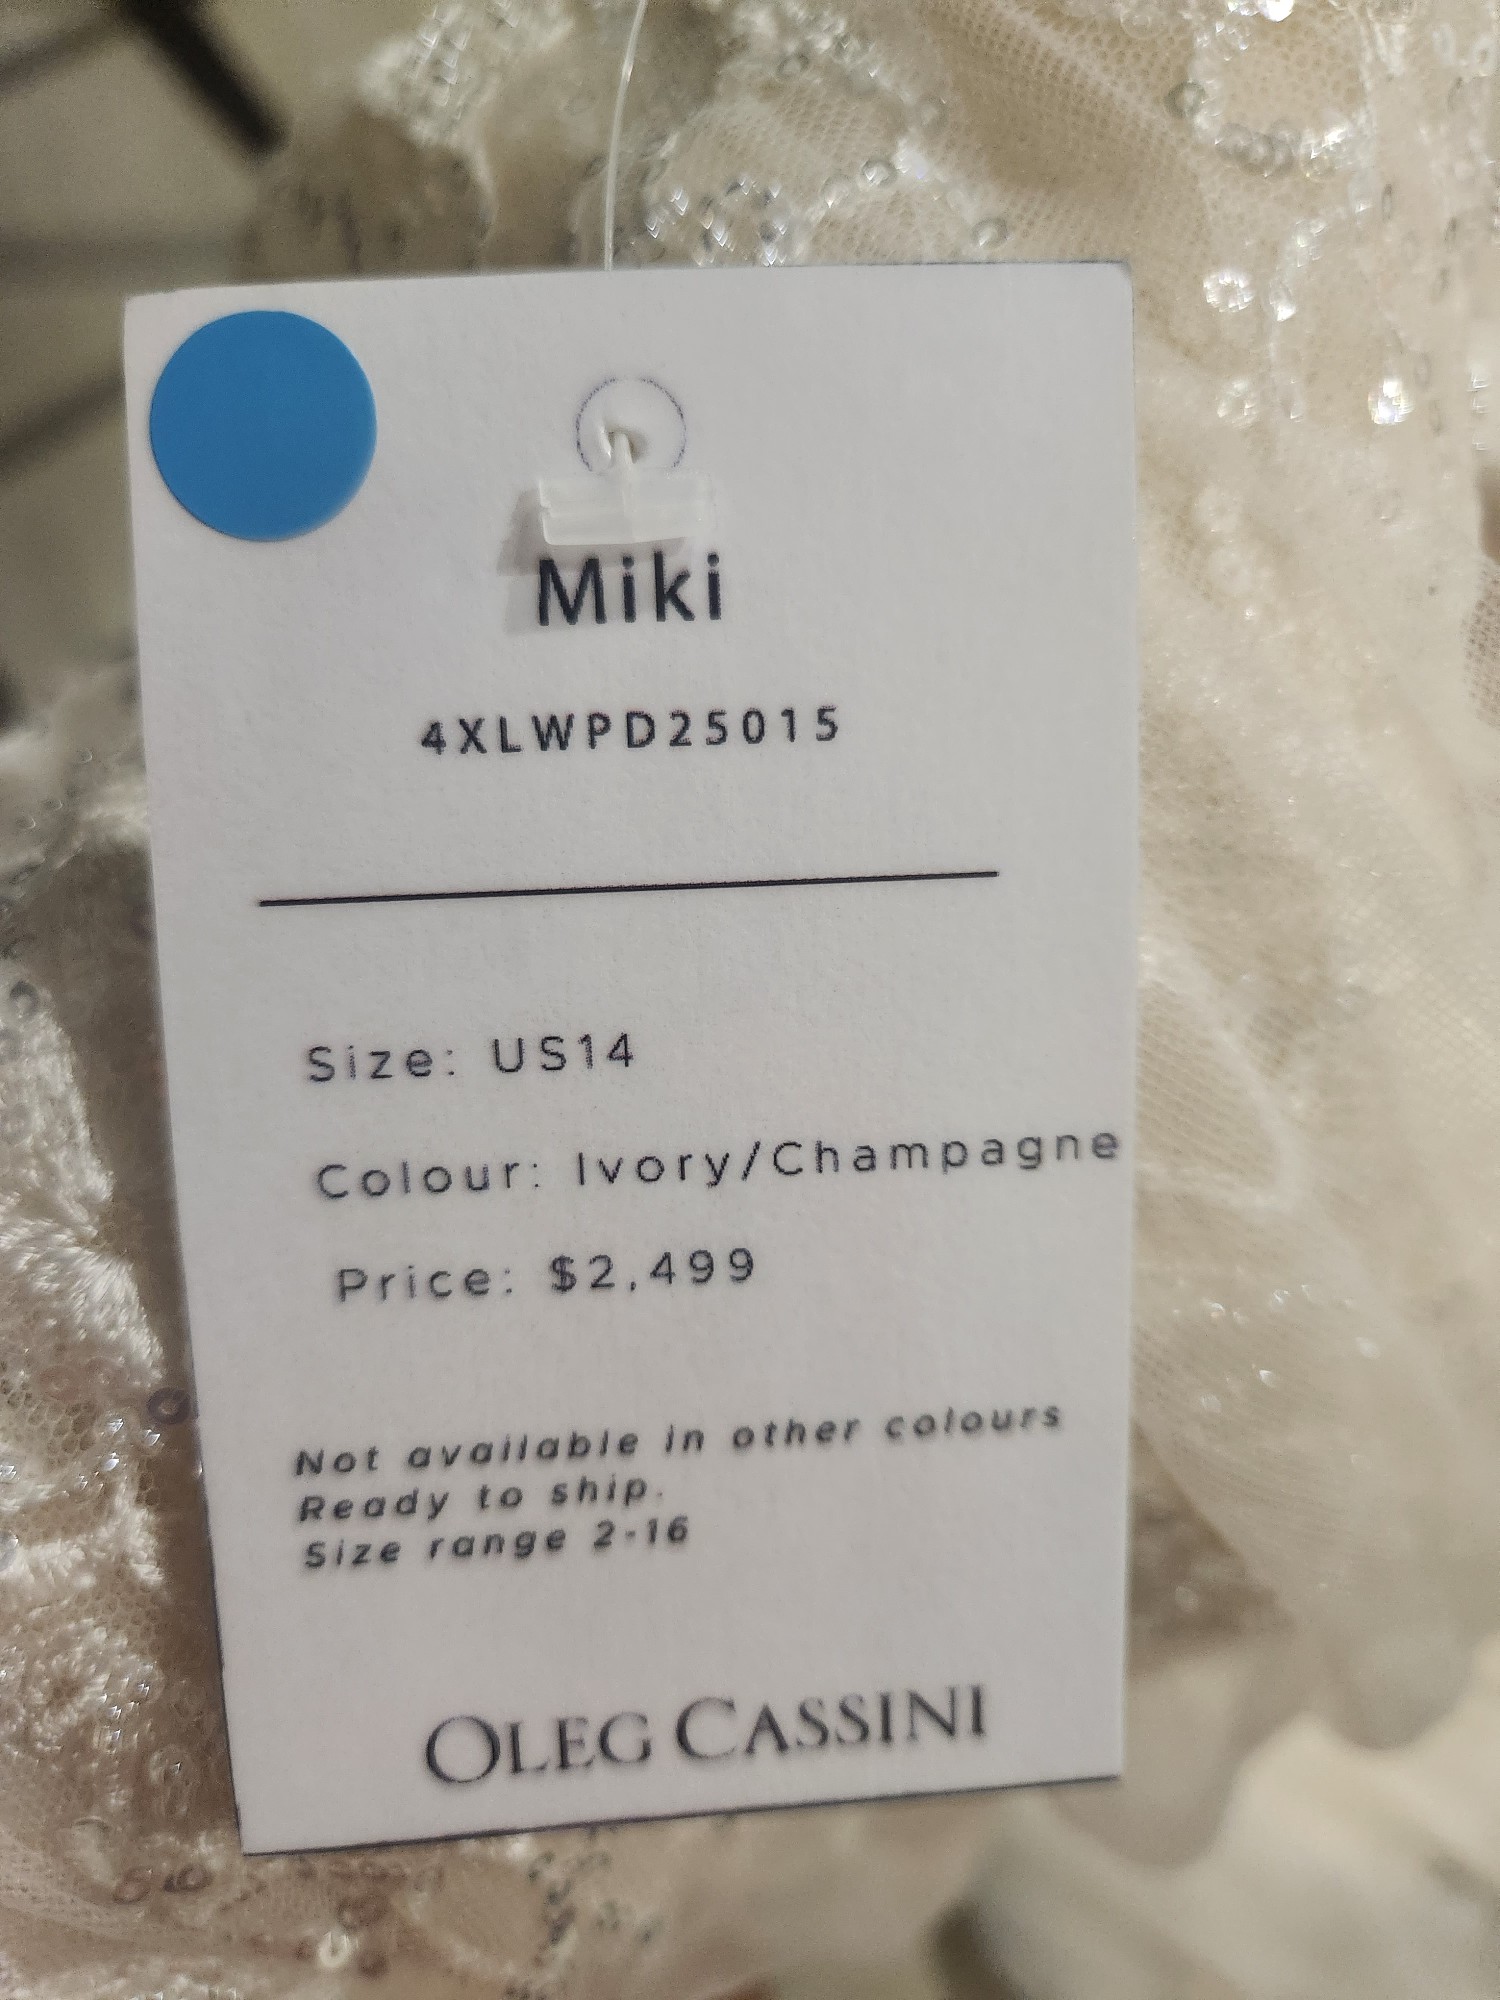 Miki
4XLWPD25015
Size: US14
Colour: Ivory/Champagne
Price: $2,499
Not available in other colours
Ready to ship.
Size range 2-16
OLEG CASSINI